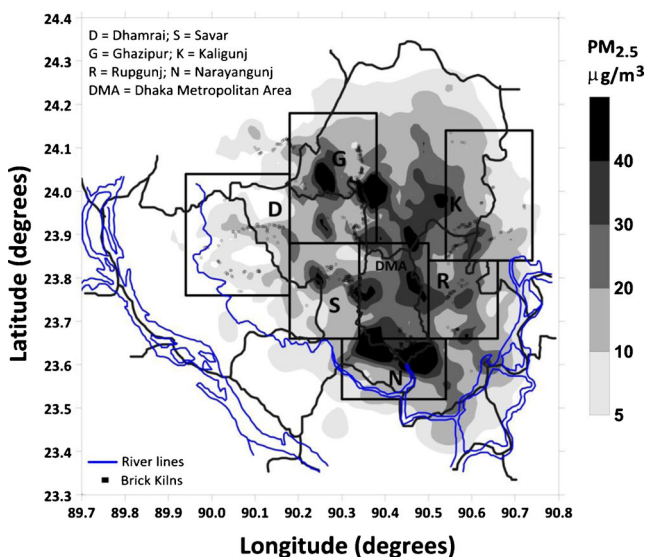 D = Dhamrai; S = Savar
G = Ghazipur; K = Kaligunj
R = Rupgunj; N = Narayangunj
DMA = Dhaka Metropolitan Area
PM2.5
μg/m³
40
30
20
10
5
Latitude (degrees)
24.4
24.3
24.2
24.1
24.0
23.9
23.8
23.7
23.6
23.5
23.4
23.3
G
D
K
DMA
R
S
N
River lines
Brick Kilns
89.7 89.8 89.9 90.0 90.1 90.2 90.3 90.4 90.5 90.6 90.7 90.8
Longitude (degrees)